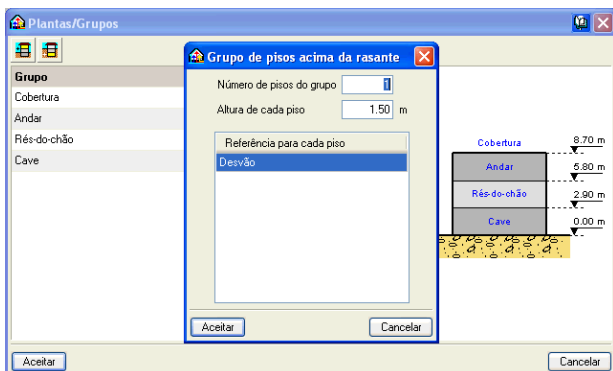 Plantas/Grupos
Grupo de pisos acima da rasante
Número de pisos do grupo 1
Altura de cada piso 1.50 m
Referência para cada piso
Desvão
Aceitar Cancelar
Grupo
Cobertura
Andar
Rés-do-chão
Cave
Cobertura 8.70 m
Andar 5.80 m
Rés-do-chão 2.90 m
Cave 0.00 m
Aceitar Cancelar